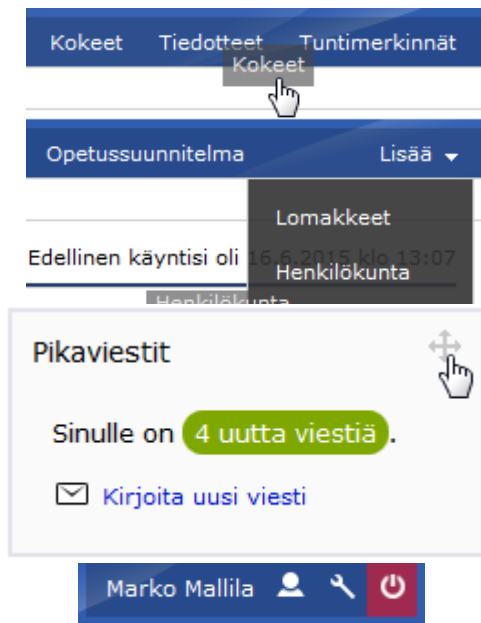 Kokeet Tiedotteet Tuntimerkinnät
Kokeet
Opetussuunnitelma Lisää
Lomakkeet
Edellinen käyntisi oli 16.6.2015 klo 13:07
Henkilökunta
Henkilökunta
Pikaviestit
Sinulle on 4 uutta viestiä.
Kirjoita uusi viesti
Marko Mallila